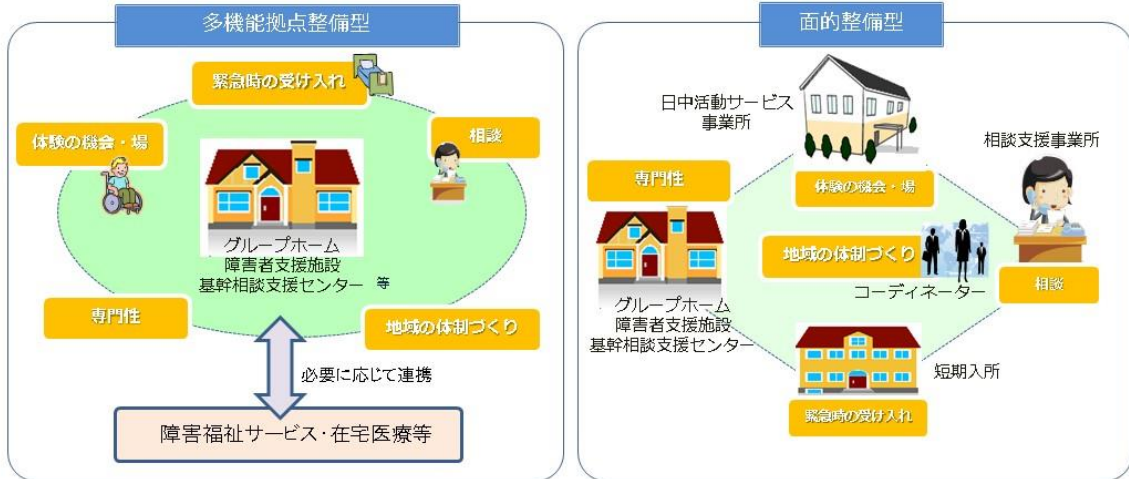 多機能拠点整備型
緊急時の受け入れ
体験の機会・場
相談
グループホーム
障害者支援施設
基幹相談支援センター 等
専門性
地域の体制づくり
必要に応じて連携
障害福祉サービス・在宅医療等
面的整備型
日中活動サービス
事業所
相談支援事業所
専門性
体験の機会・場
地域の体制づくり
コーディネーター
相談
グループホーム
障害者支援施設
基幹相談支援センター
短期入所
緊急時の受け入れ